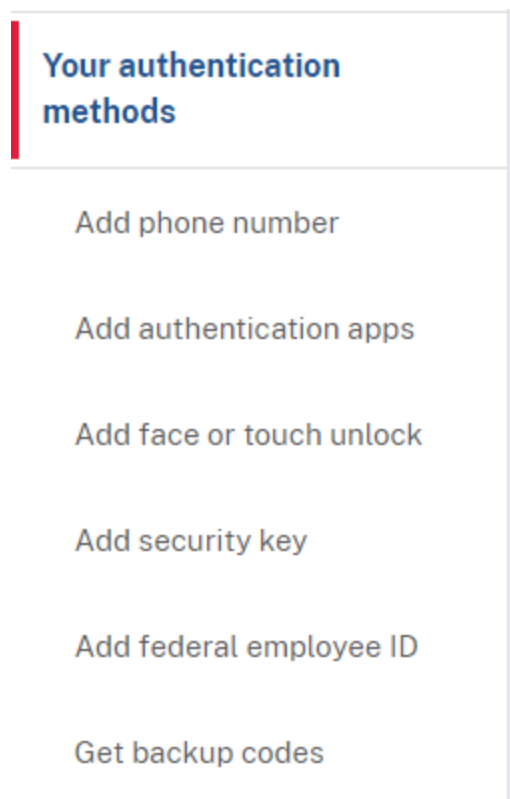 Your authentication
methods
Add phone number
Add authentication apps
Add face or touch unlock
Add security key
Add federal employee ID
Get backup codes